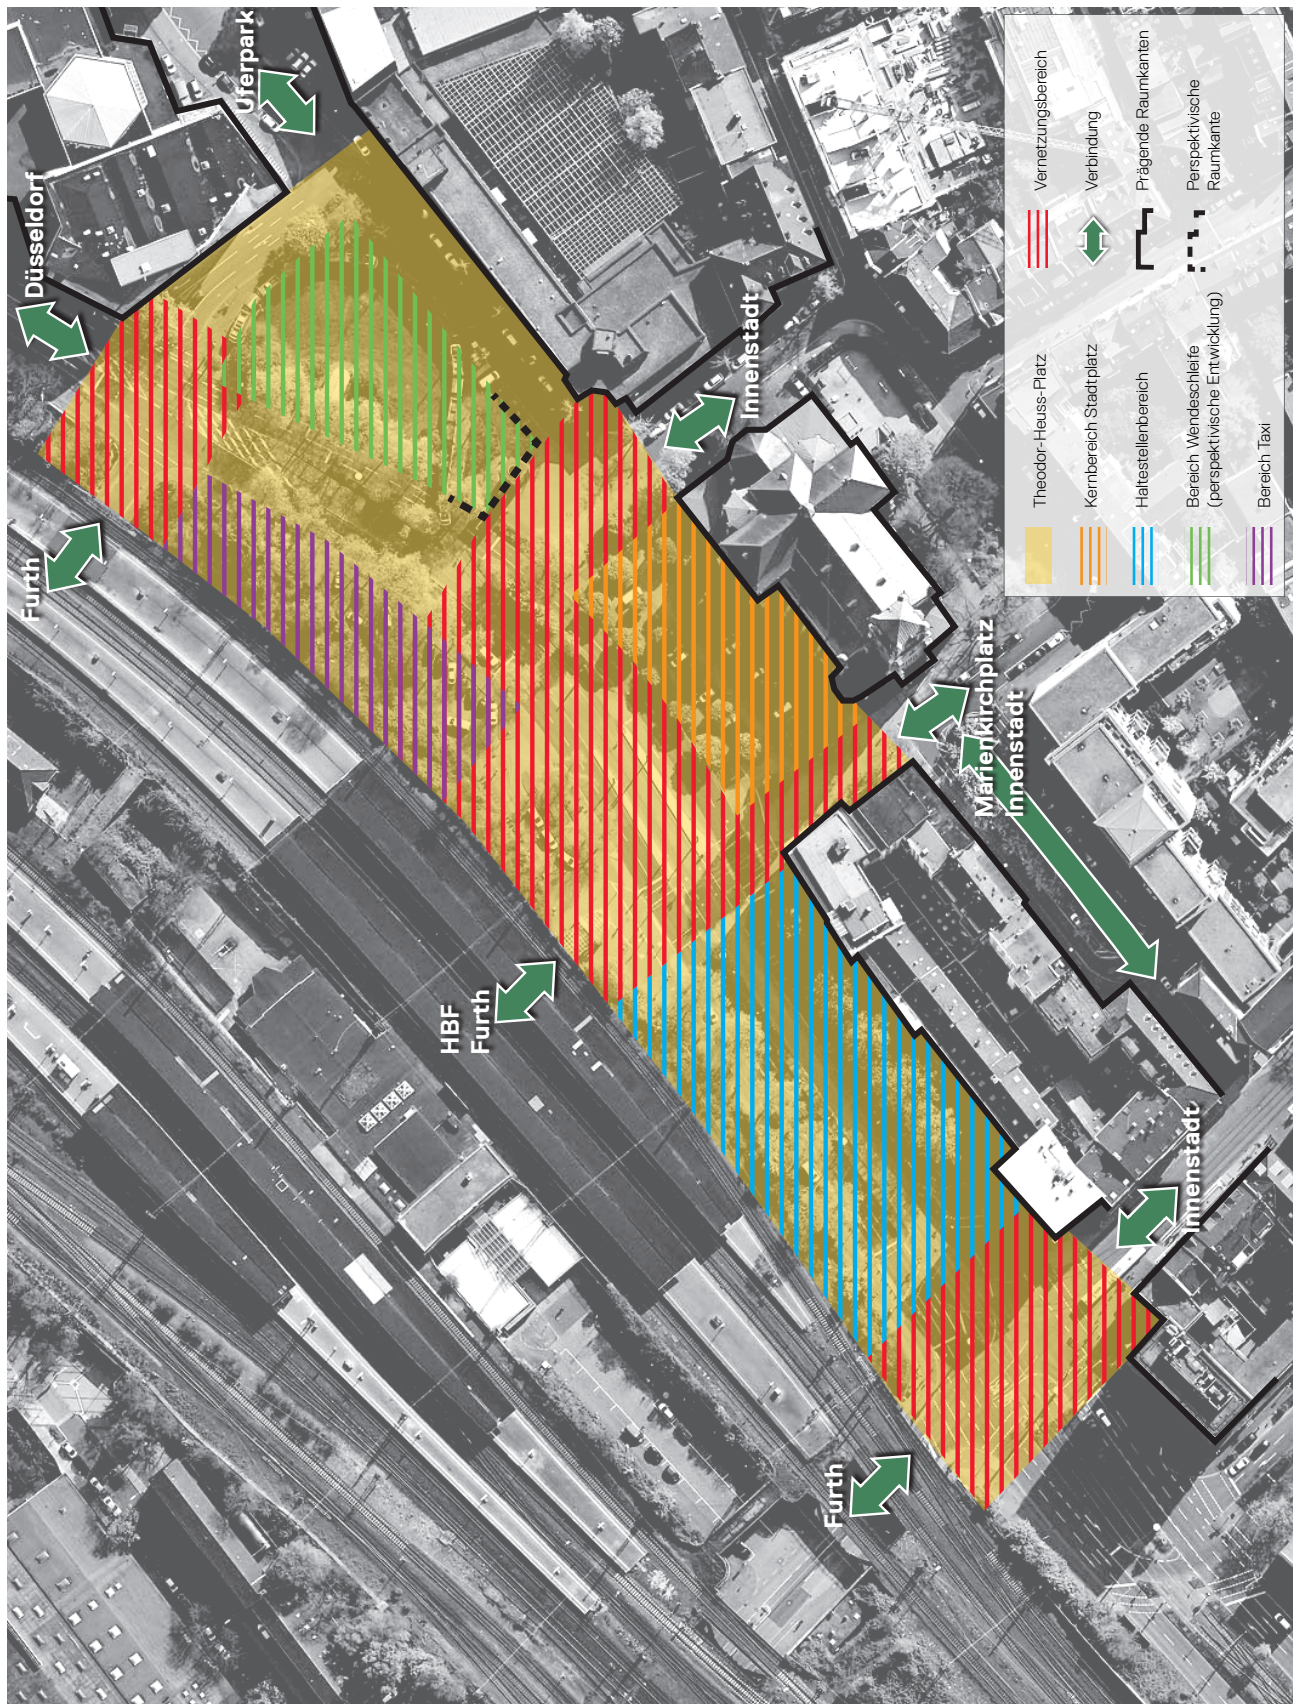 Düsseldorf
Uferpark
Furth
Innenstadt
HBF
Furth
Marienkirchplatz
Innenstadt
Furth
Innenstadt
Theodor-Heuss-Platz
Kernbereich Stadtplatz
Haltestellenbereich
Bereich Wendeschleife
(perspektivische Entwicklung)
Bereich Taxi
Vernetzungsbereich
Verbindung
Prägende Raumkanten
Perspektivische
Raumkante